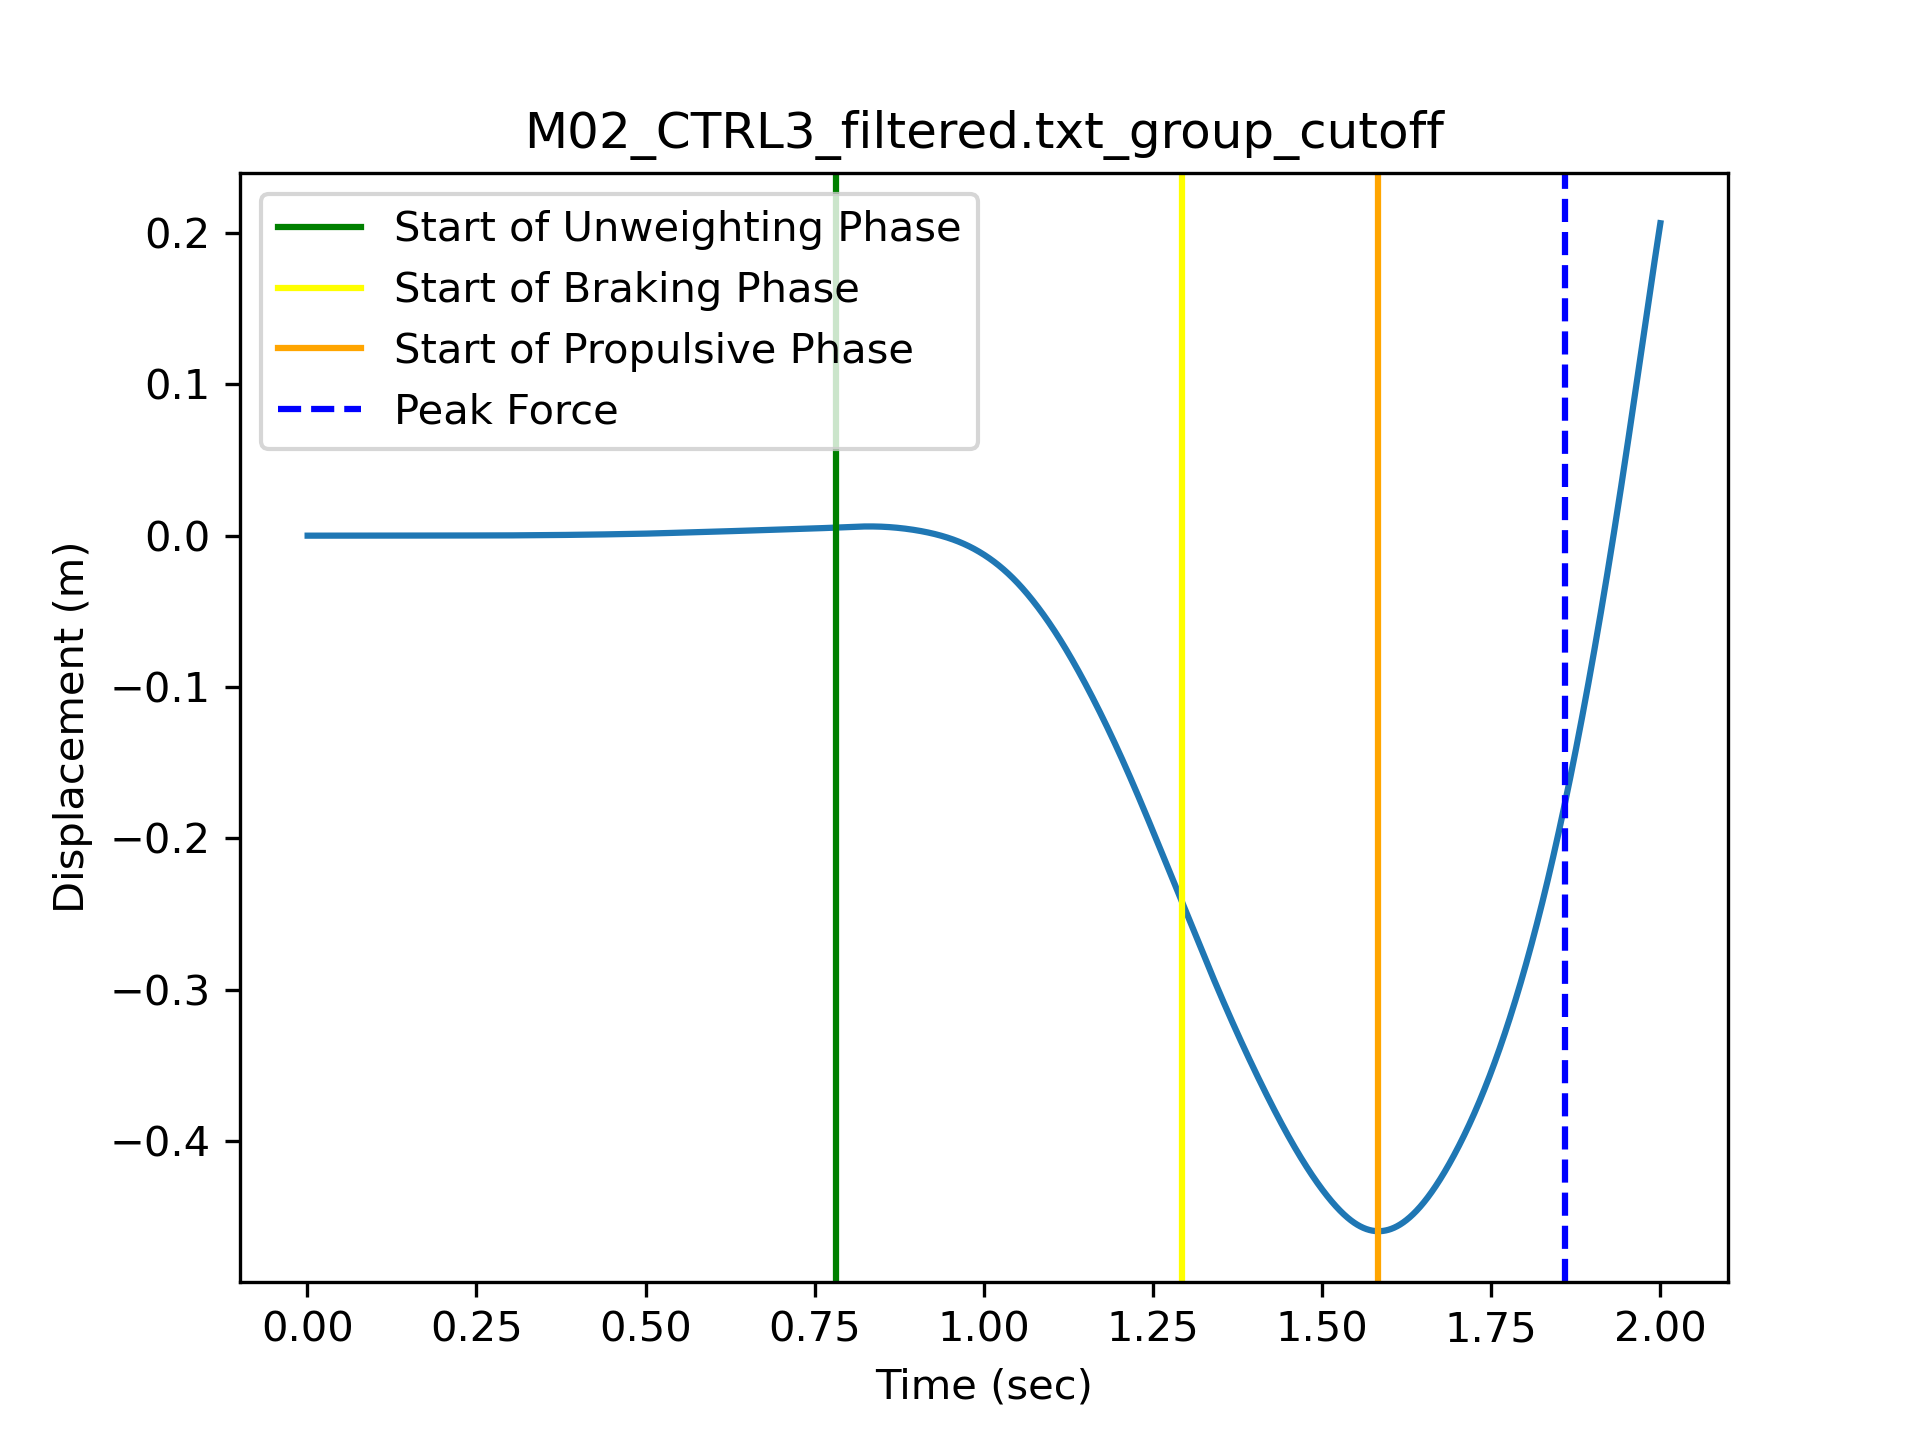 M02_CTRL3_filtered.txt_group_cutoff
Start of Unweighting Phase
Start of Braking Phase
Start of Propulsive Phase
Peak Force
0.2
0.1
0.0
−0.1
−0.2
−0.3
−0.4
Displacement (m)
0.00 0.25 0.50 0.75 1.00 1.25 1.50 1.75 2.00
Time (sec)